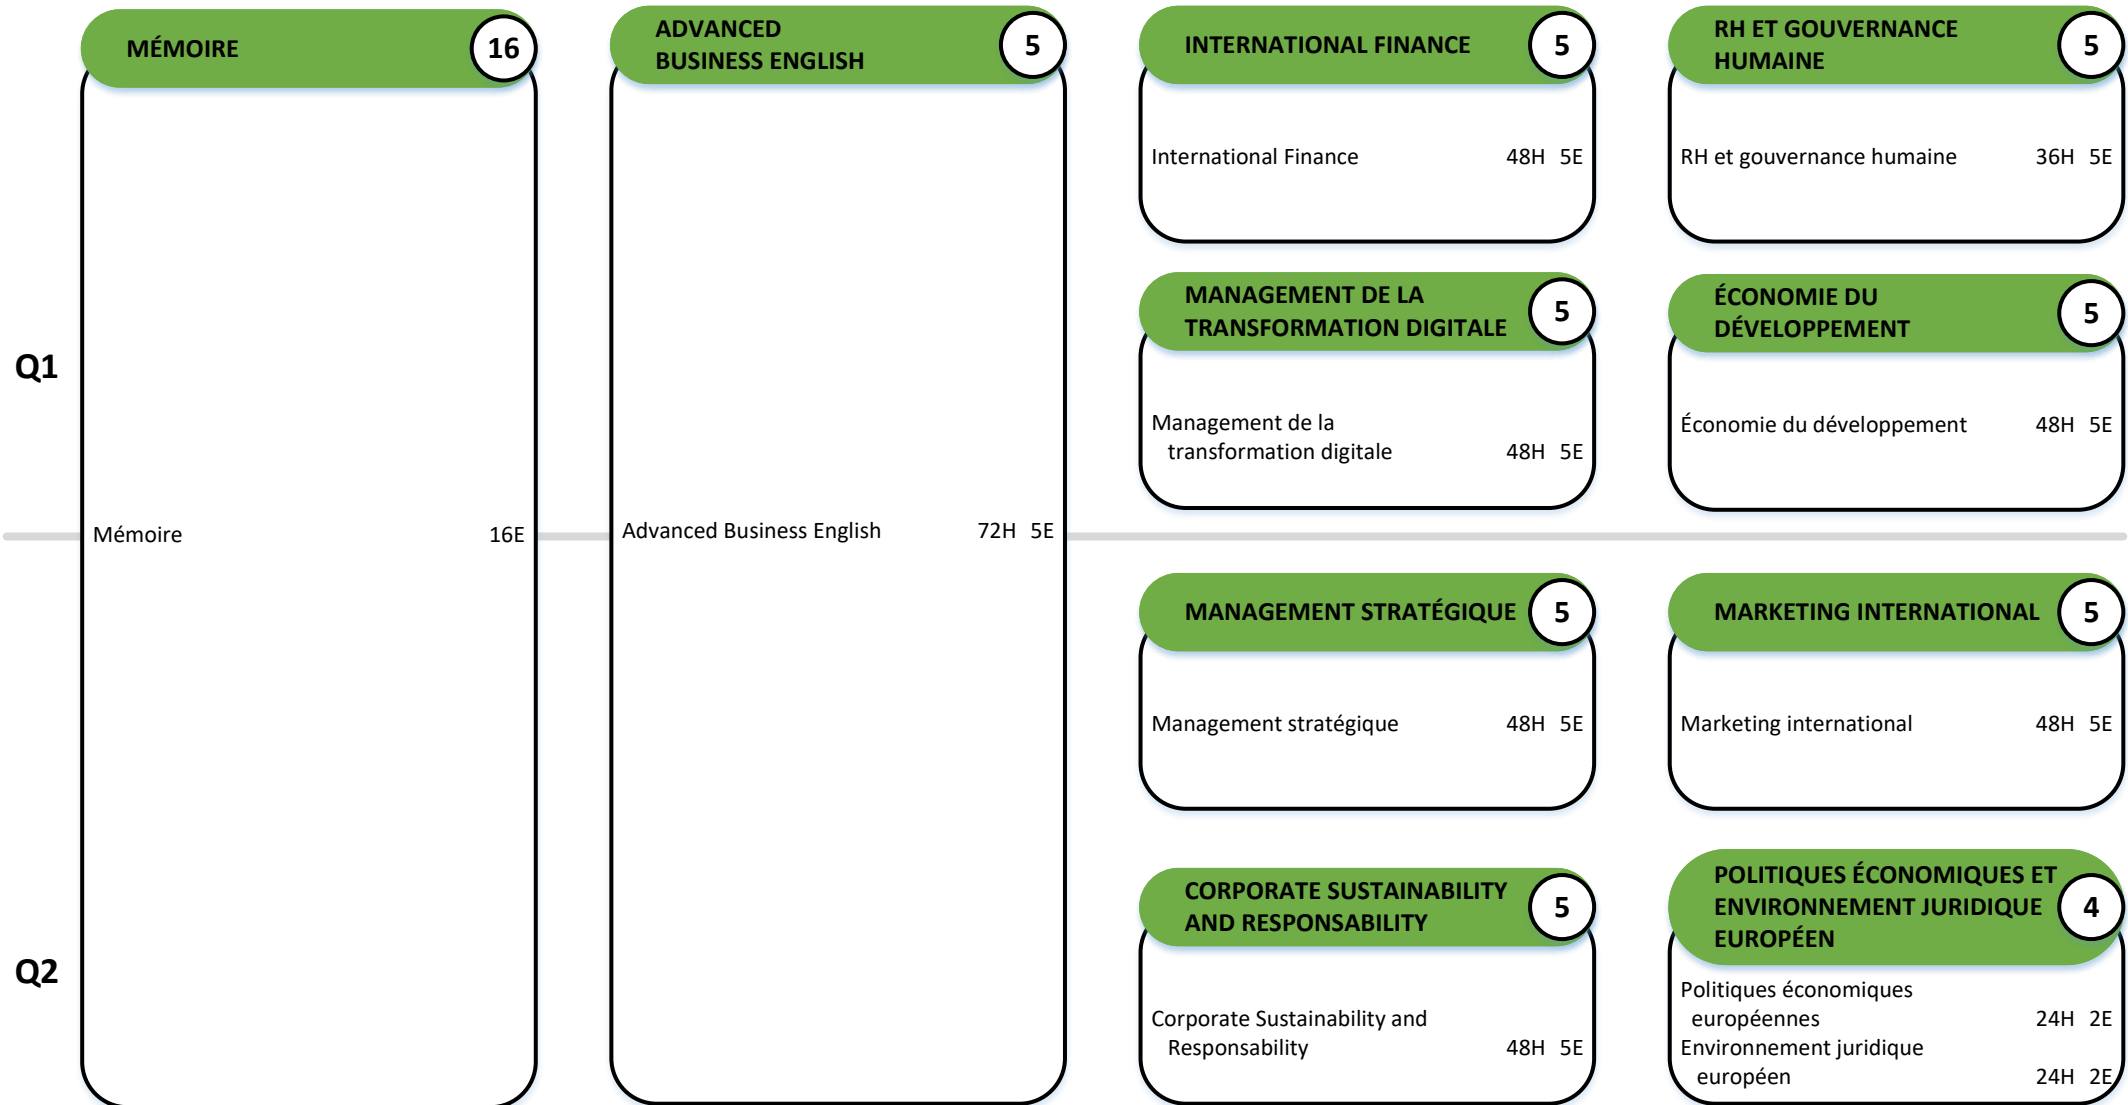 MÉMOIRE
16
ADVANCED
BUSINESS ENGLISH
5
INTERNATIONAL FINANCE
5
RH ET GOUVERNANCE
HUMAINE
5
International Finance 48H 5E
RH et gouvernance humaine 36H 5E
Q1
MANAGEMENT DE LA
TRANSFORMATION DIGITALE
5
ÉCONOMIE DU
DÉVELOPPEMENT
5
Management de la
transformation digitale 48H 5E
Économie du développement 48H 5E
Mémoire 16E
Advanced Business English 72H 5E
MANAGEMENT STRATÉGIQUE
5
MARKETING INTERNATIONAL
5
Management stratégique 48H 5E
Marketing international 48H 5E
Q2
CORPORATE SUSTAINABILITY
AND RESPONSABILITY
5
POLITIQUES ÉCONOMIQUES ET
ENVIRONNEMENT JURIDIQUE
EUROPÉEN
4
Corporate Sustainability and
Responsability 48H 5E
Politiques économiques
européennes 24H 2E
Environnement juridique
européen 24H 2E